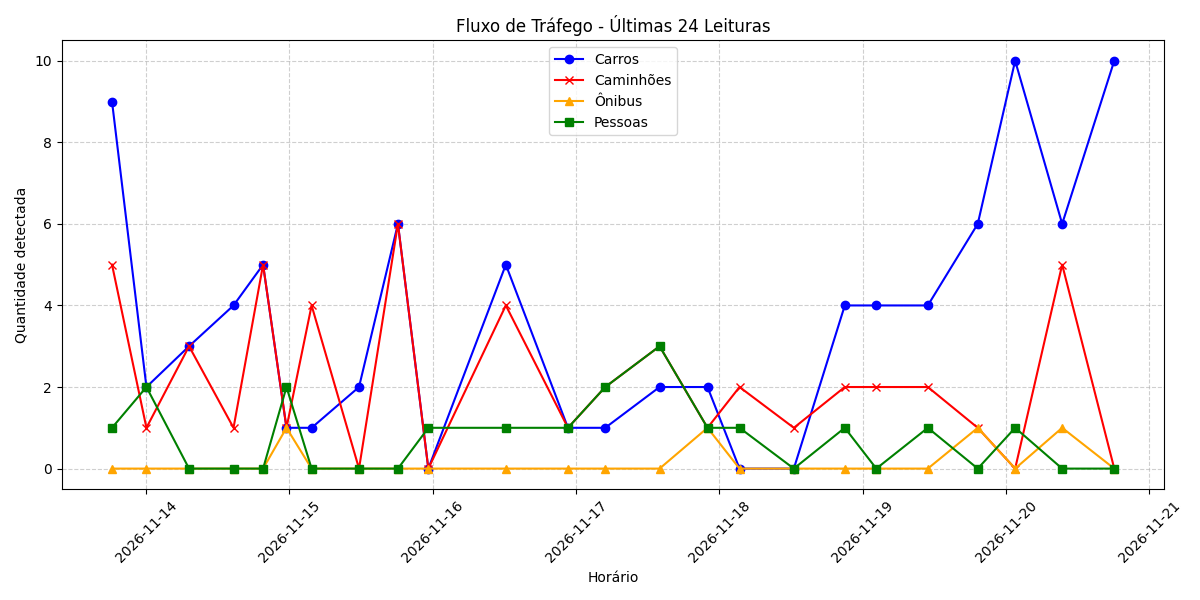 Fluxo de Tráfego - Últimas 24 Leituras
Carros
Caminhões
Ônibus
Pessoas
Quantidade detectada
10
8
6
4
2
0
2026-11-14
2026-11-15
2026-11-16
2026-11-17
2026-11-18
2026-11-19
2026-11-20
2026-11-21
Horário